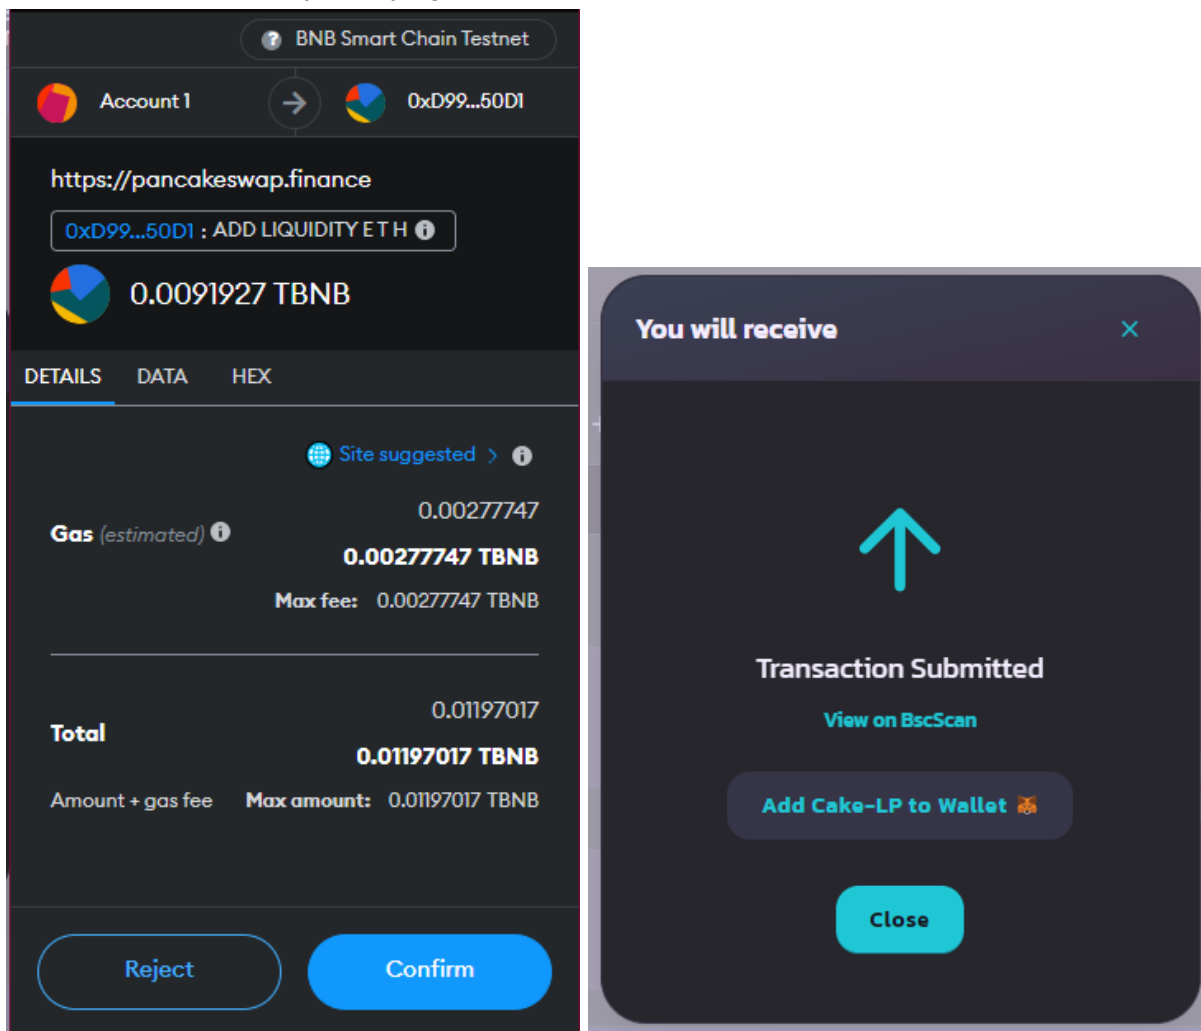 BNB Smart Chain Testnet
Account 1
0xD99...50D1
https://pancakeswap.finance
0xD99...50D1 : ADD LIQUIDITY E T H
0.0091927 TBNB
DETAILS DATA HEX
Site suggested >
0.00277747
Gas (estimated)
0.00277747 TBNB
Max fee: 0.00277747 TBNB
0.01197017
Total
0.01197017 TBNB
Amount + gas fee Max amount: 0.01197017 TBNB
Reject Confirm
You will receive
Transaction Submitted
View on BscScan
Add Cake-LP to Wallet
Close